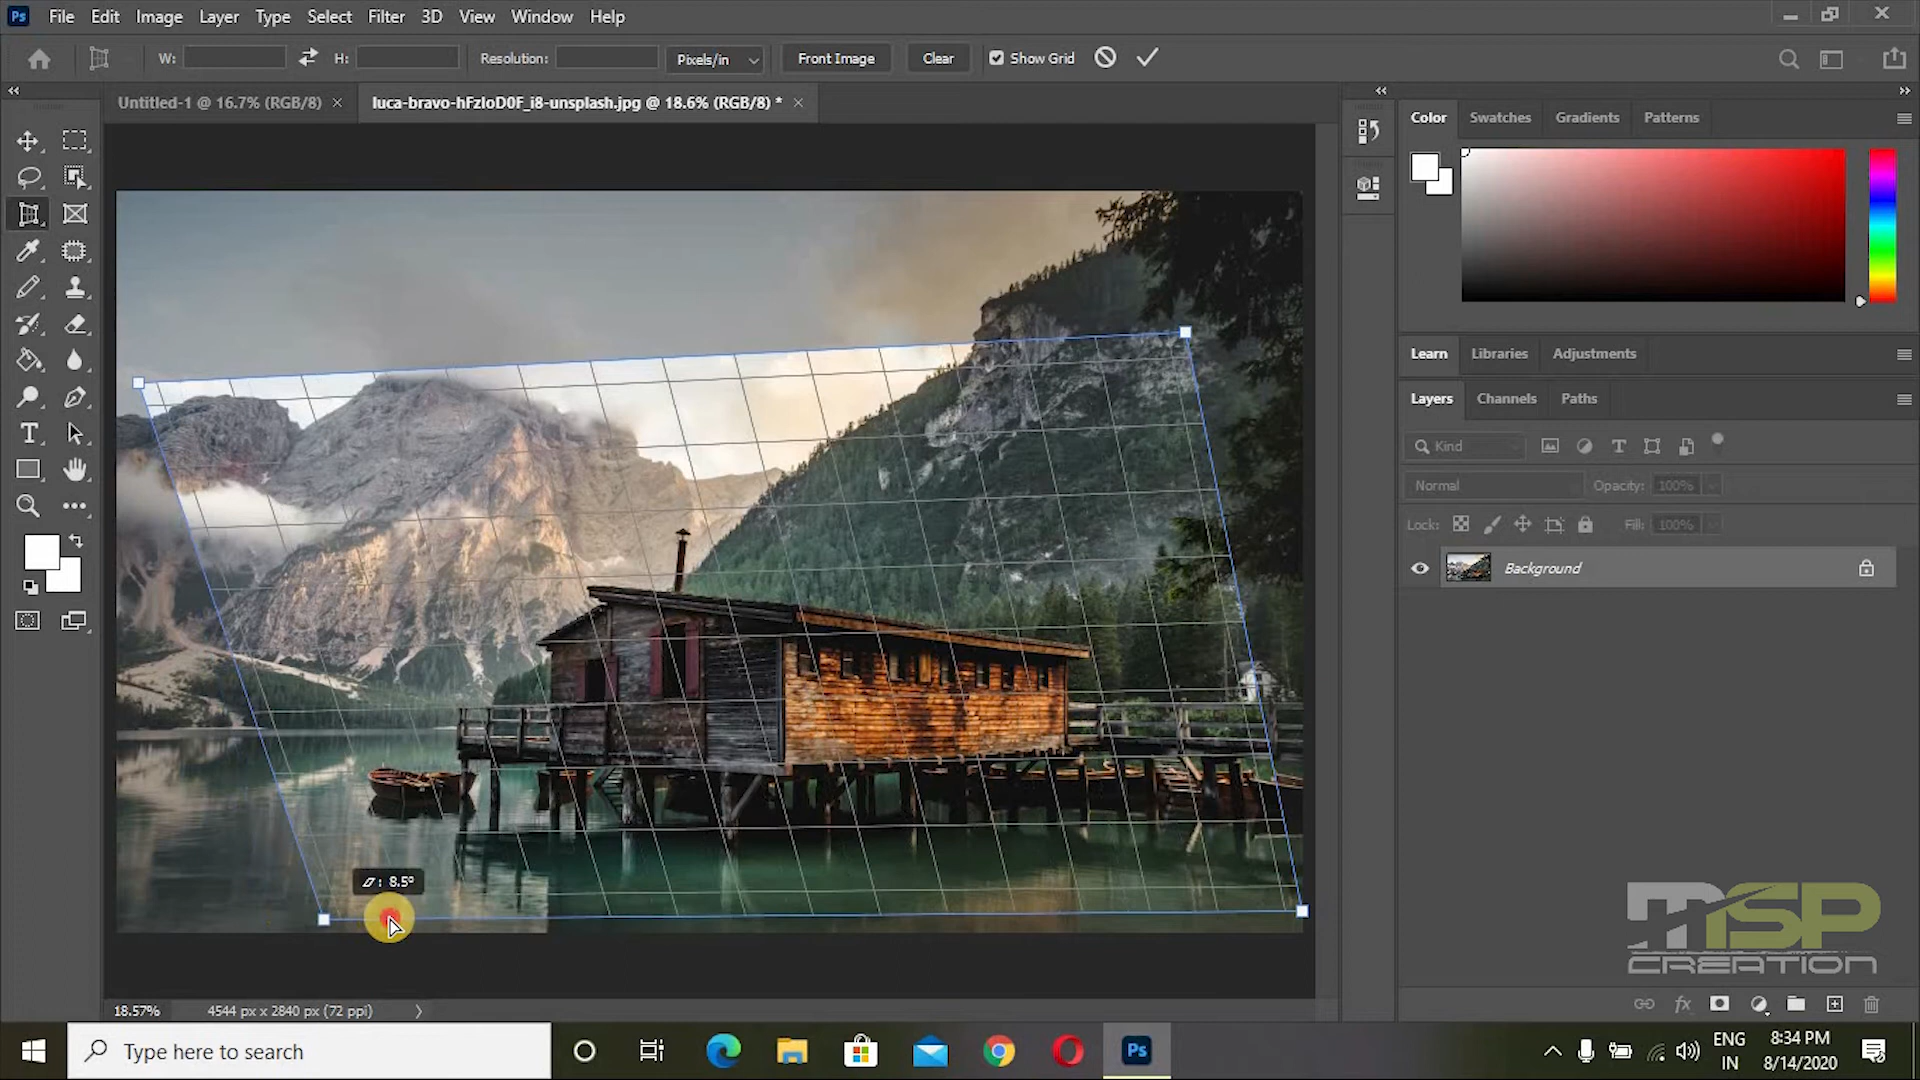 Ps File Edit Image Layer Type Select Filter 3D View Window Help
W: H: Resolution: Pixels/in Front Image Clear Show Grid
Untitled-1 @ 16.7% (RGB/8) × luca-bravo-hFzIoD0F_i8-unsplash.jpg @ 18.6% (RGB/8) * ×
Color Swatches Gradients Patterns
Learn Libraries Adjustments
Layers Channels Paths
Kind
Normal Opacity: 100%
Lock: Fill: 100%
Background
: 8.5°
MSP
CREATION
18.57% 4544 px x 2840 px (72 ppi)
fx
Type here to search
Ps
ENG
IN
8:34 PM
8/14/2020